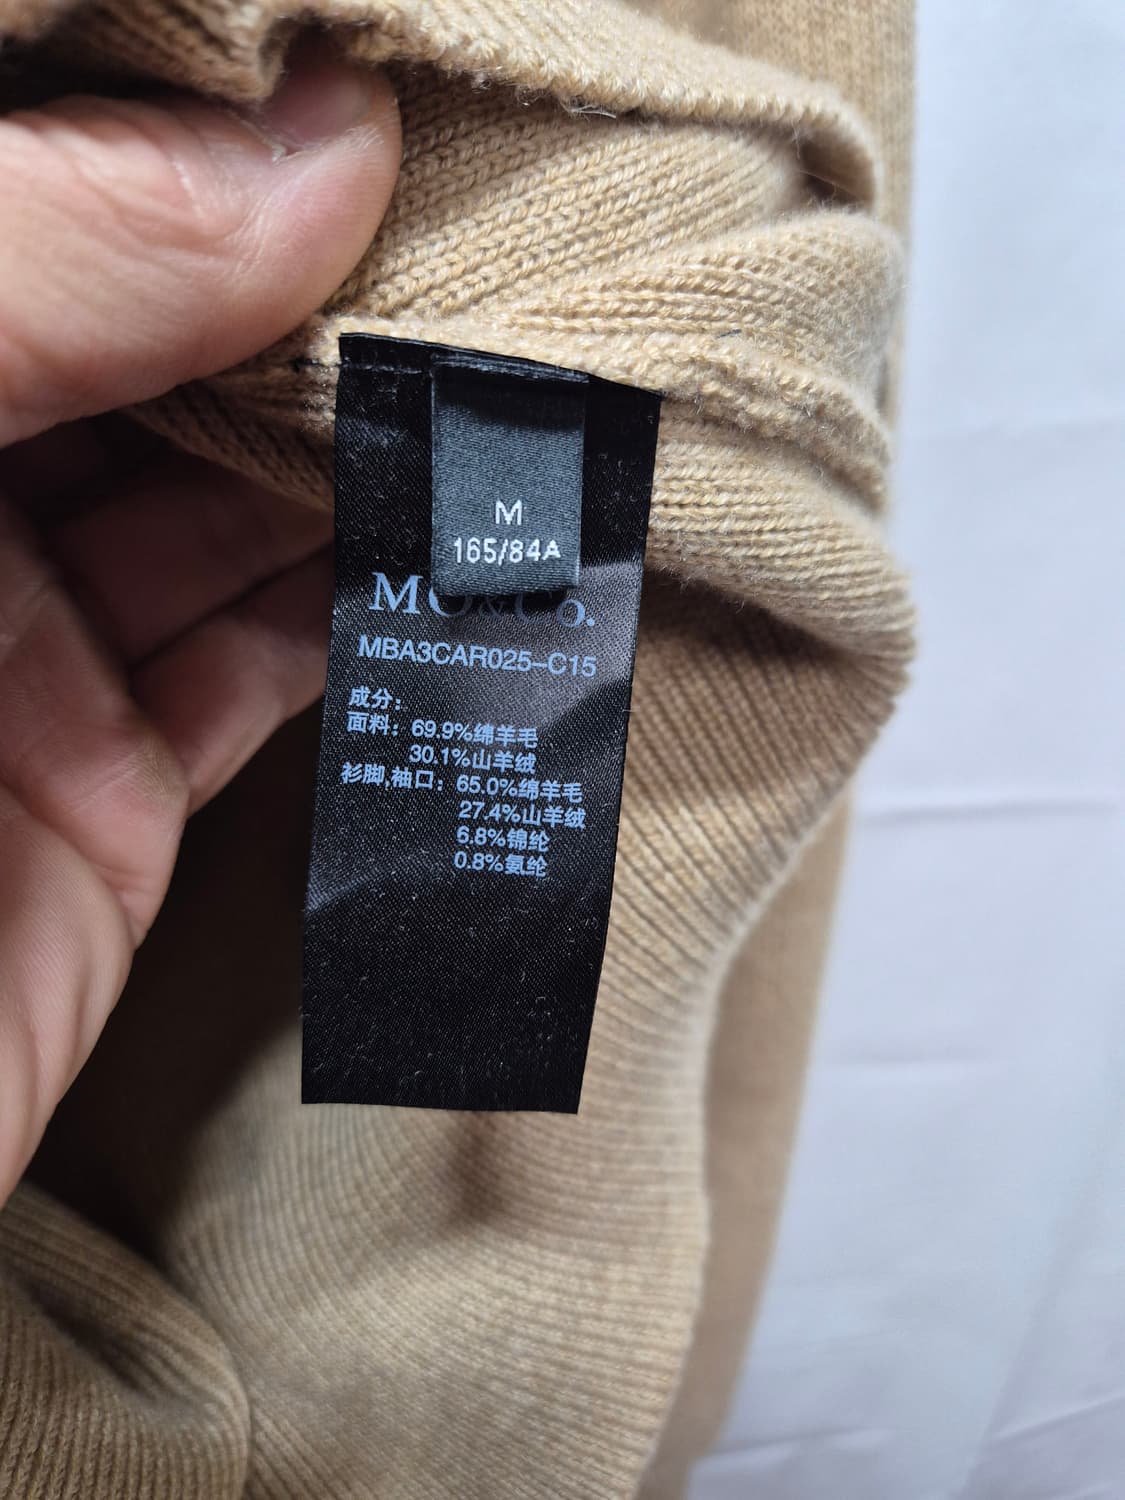 M
165/84A
MO&Co.
MBA3CAR025-C15
成分：
面料：69.9%绵羊毛
30.1%山羊绒
衫脚,袖口：65.0%绵羊毛
27.4%山羊绒
6.8%锦纶
0.8%氨纶